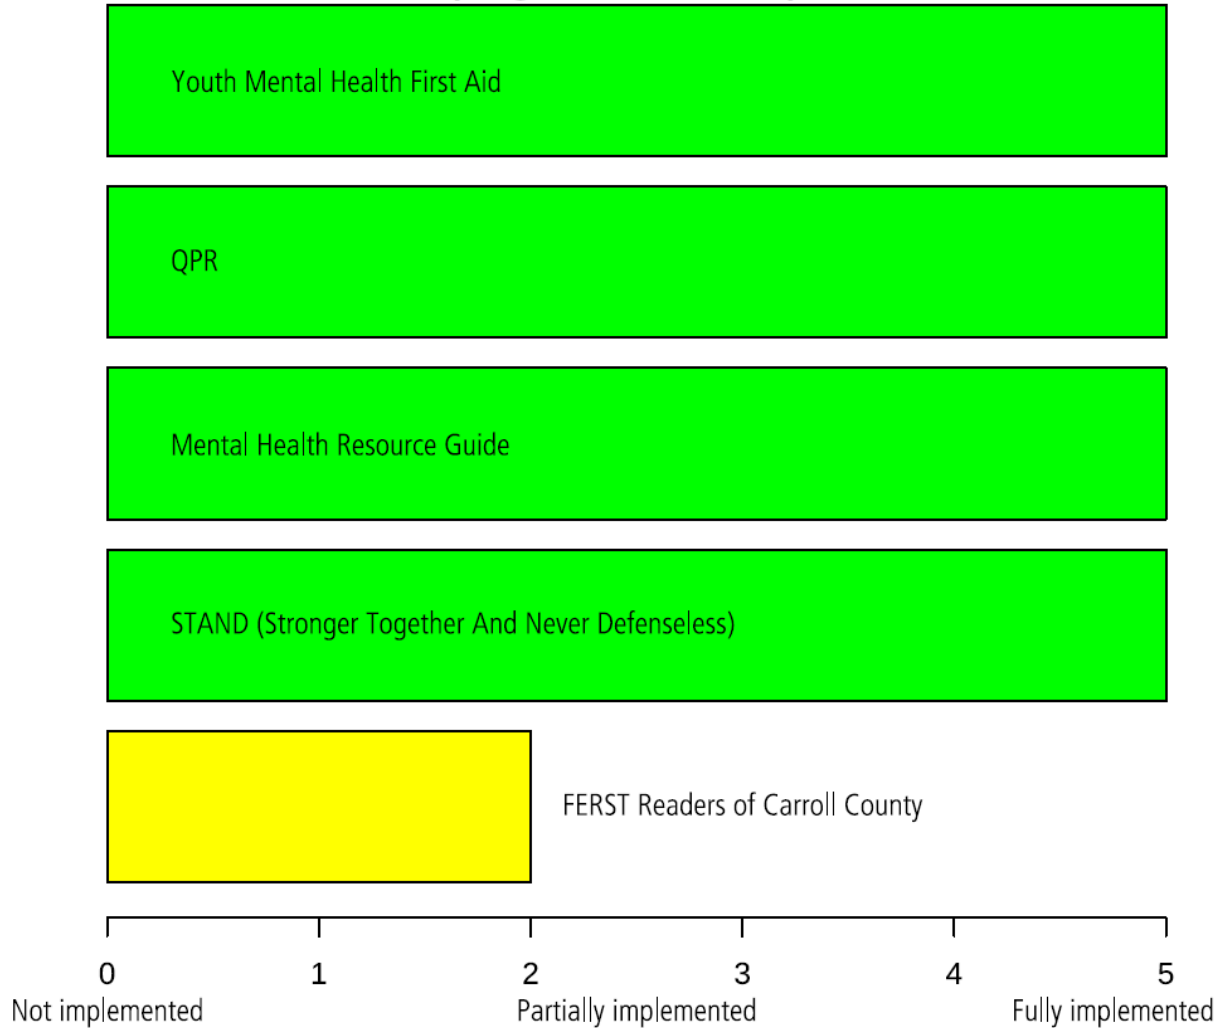 Youth Mental Health First Aid
QPR
Mental Health Resource Guide
STAND (Stronger Together And Never Defenseless)
FERST Readers of Carroll County
0 1 2 3 4 5
Not implemented Partially implemented Fully implemented